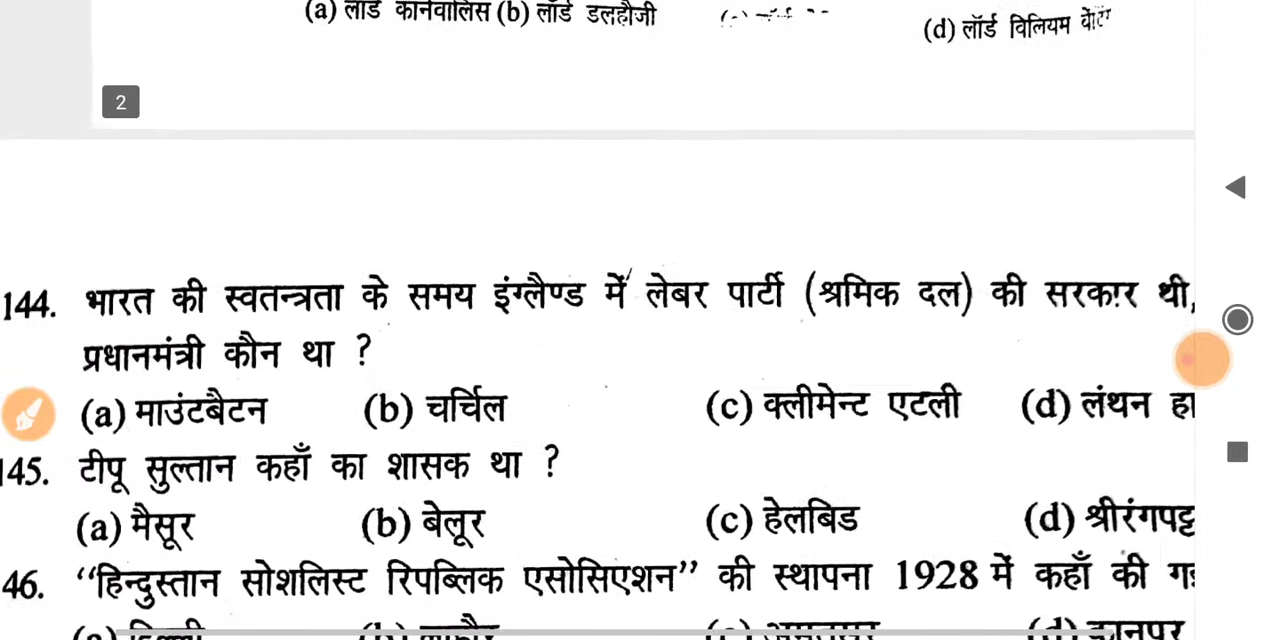 (a) लॉर्ड कार्नवालिस (b) लॉर्ड डलहौजी (d) लॉर्ड विलियम
2
144. भारत की स्वतन्त्रता के समय इंग्लैण्ड में लेबर पार्टी (श्रमिक दल) की सरकार थी,
प्रधानमंत्री कौन था ?
(a) माउंटबैटन (b) चर्चिल (c) क्लीमेन्ट एटली (d) लंथन
145. टीपू सुल्तान कहाँ का शासक था ?
(a) मैसूर (b) बेलूर (c) हेलबिड (d) श्रीरंगपट्ट
46. “हिन्दुस्तान सोशलिस्ट रिपब्लिक एसोसिएशन” की स्थापना 1928 में कहाँ की